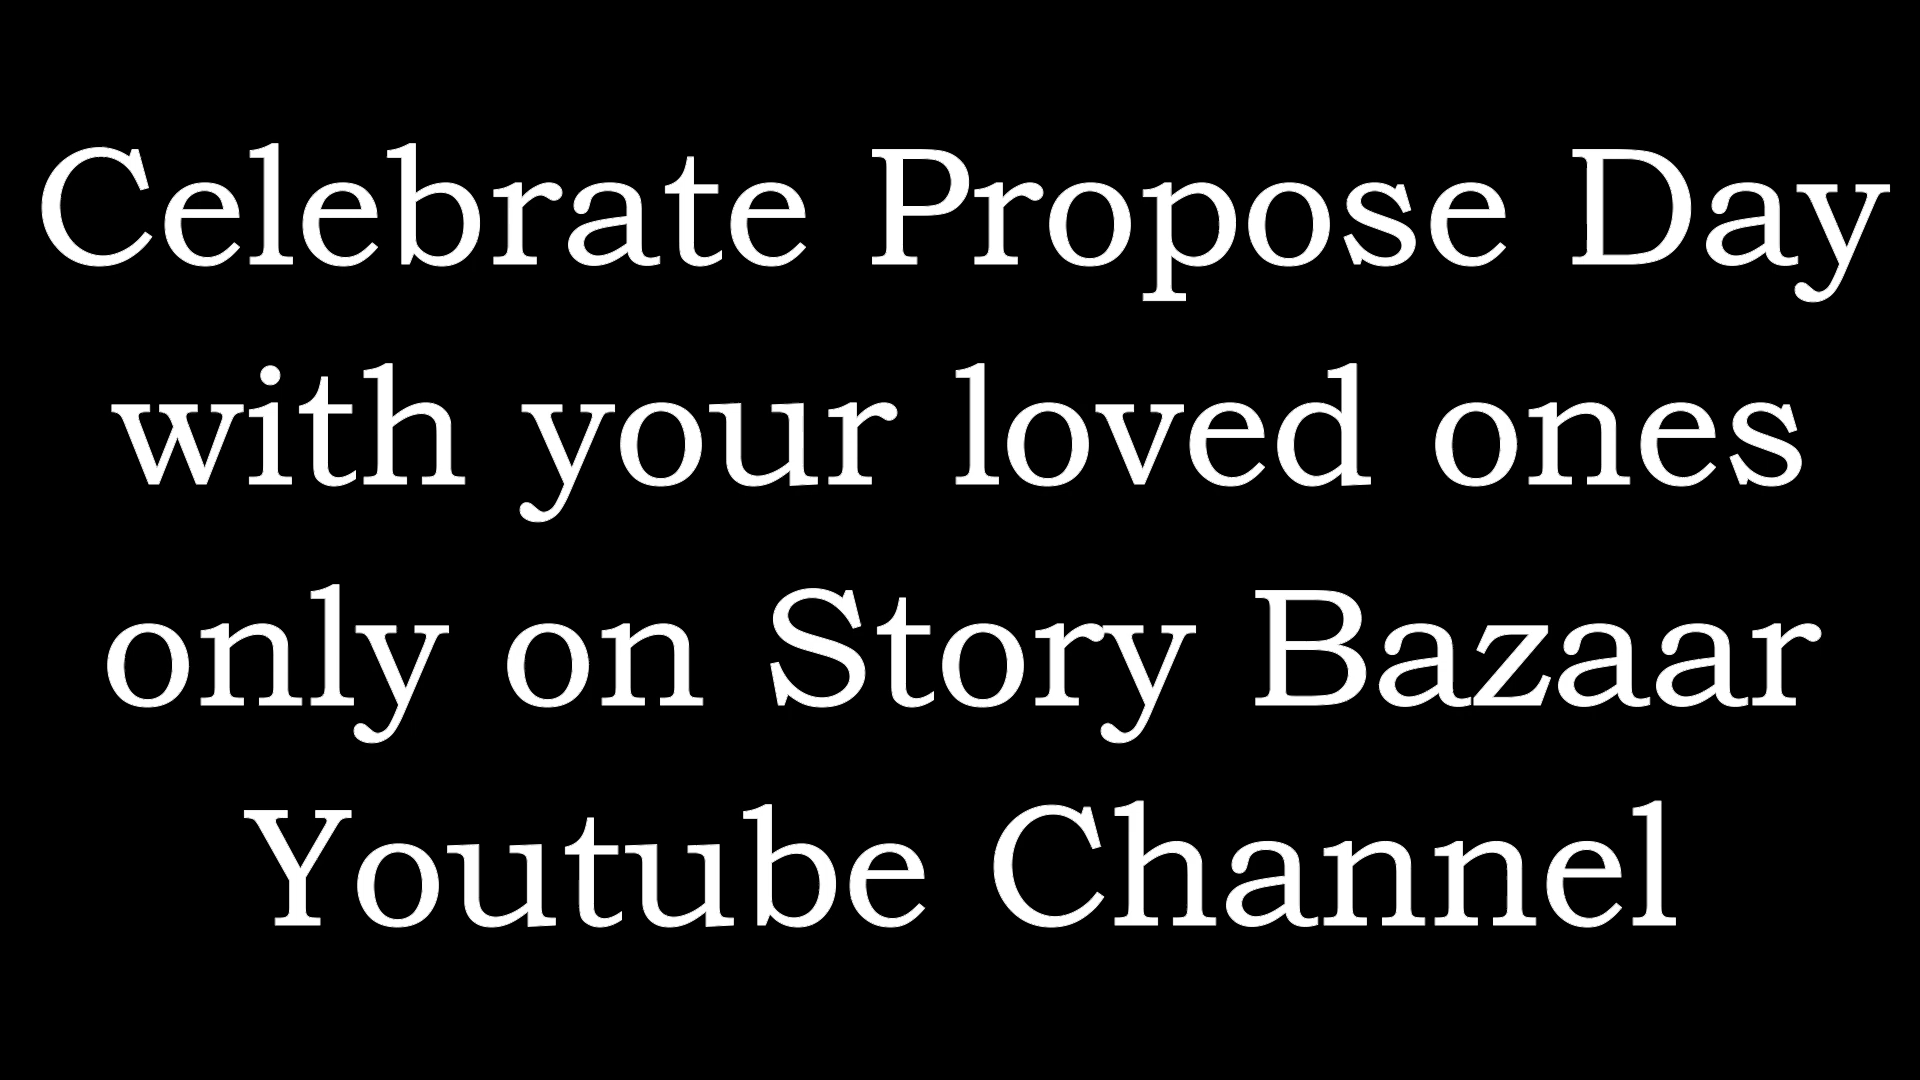 Celebrate Propose Day
with your loved ones
only on Story Bazaar
Youtube Channel